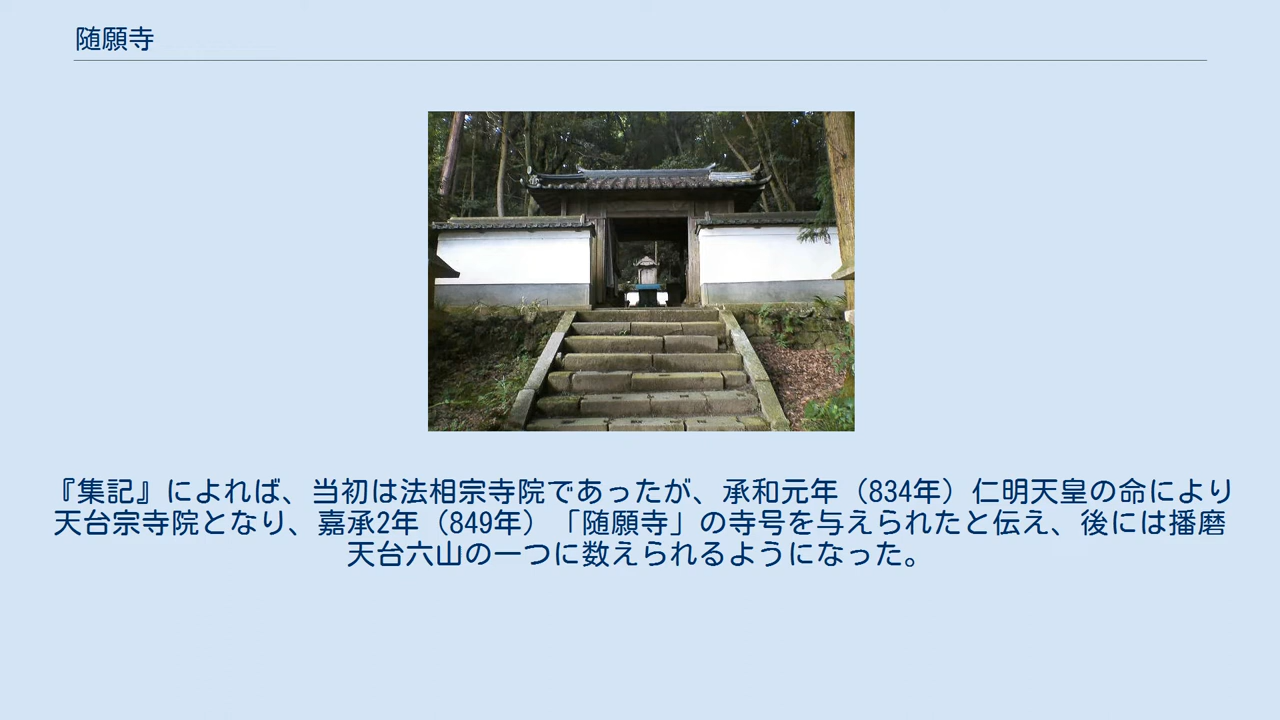 随願寺
『集記』によれば、当初は法相宗寺院であったが、承和元年（834年）仁明天皇の命により
天台宗寺院となり、嘉承2年（849年）「随願寺」の寺号を与えられたと伝え、後には播磨
天台六山の一つに数えられるようになった。